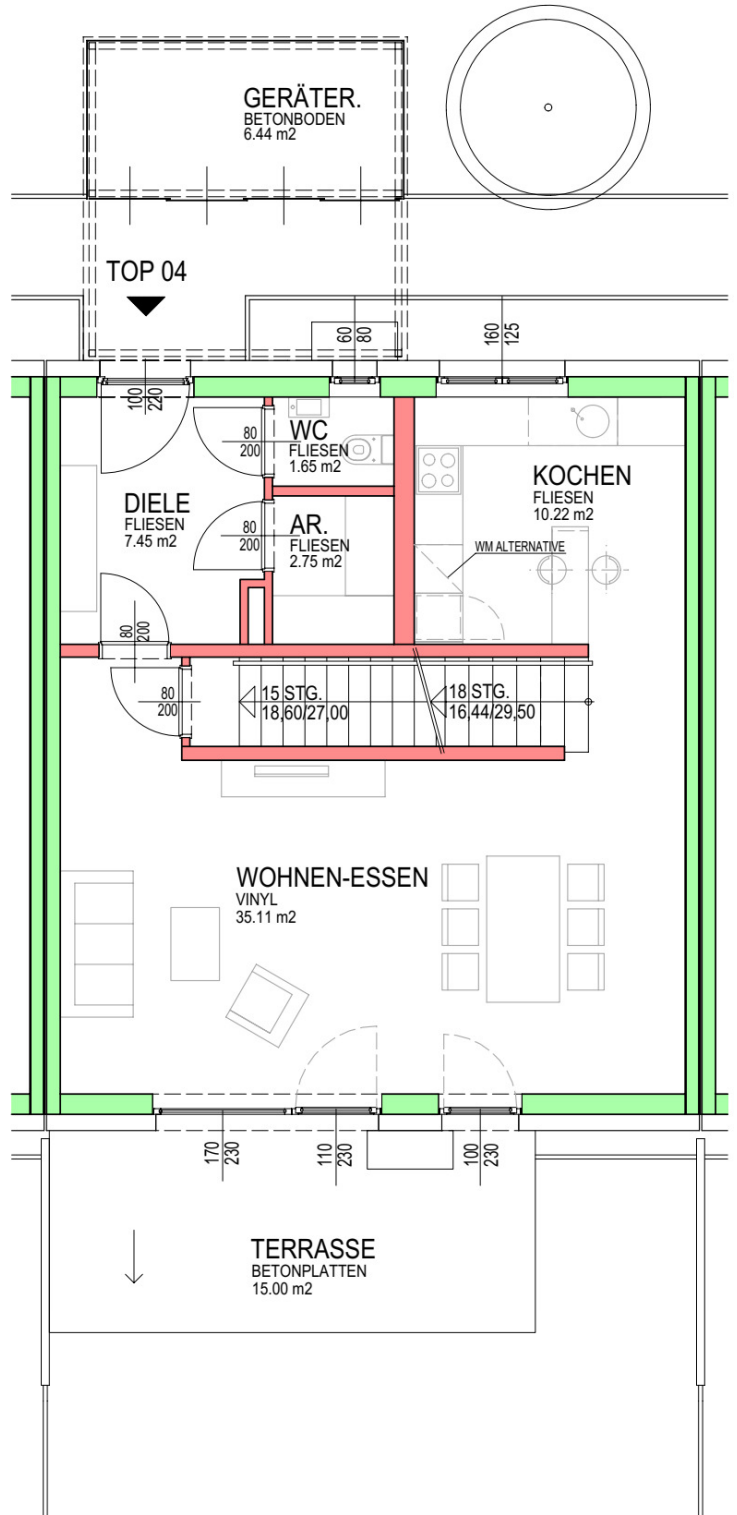 GERÄTER.
BETONBODEN
6.44 m2
TOP 04
60
80
160
125
100
220
80
200
WC
FLIESEN
1.65 m2
KOCHEN
FLIESEN
10.22 m2
DIELE
FLIESEN
7.45 m2
80
200
AR.
FLIESEN
2.75 m2
WM ALTERNATIVE
80
200
80
200
15 STG.
18,60/27,00
18 STG.
16,44/29,50
WOHNEN-ESSEN
VINYL
35.11 m2
170
230
110
230
100
230
TERRASSE
BETONPLATTEN
15.00 m2